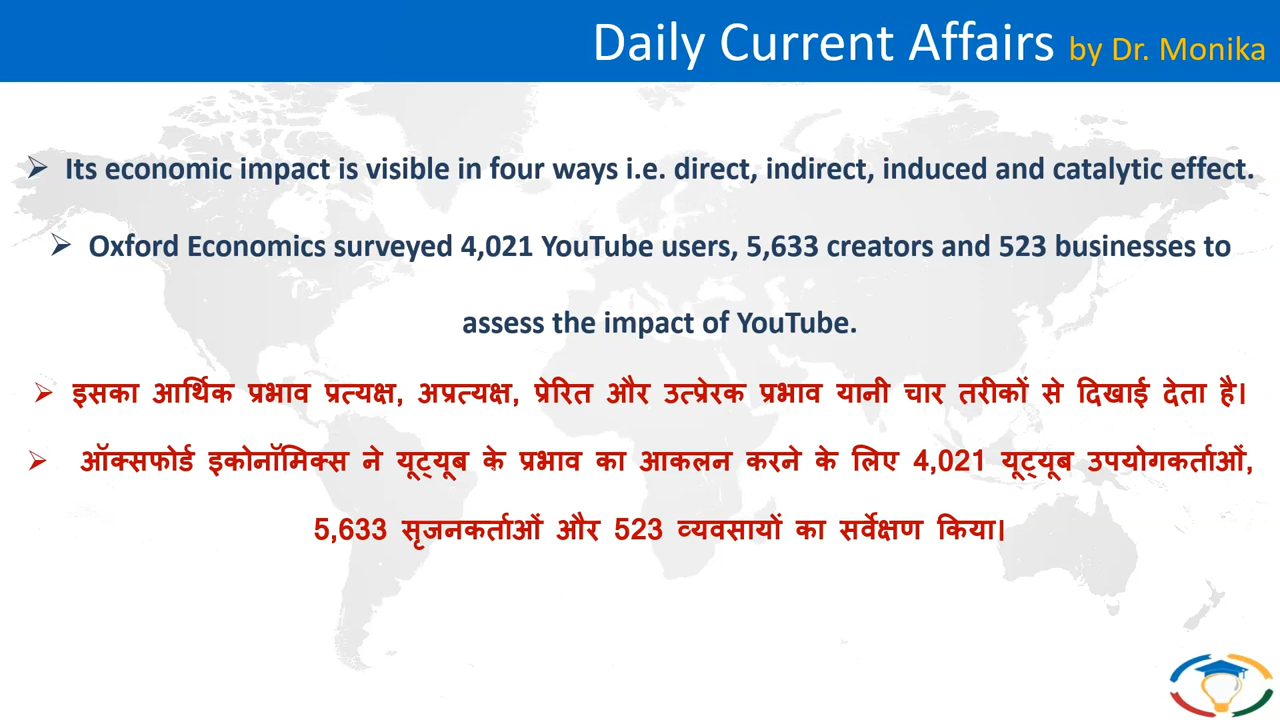 Daily Current Affairs by Dr. Monika
➢ Its economic impact is visible in four ways i.e. direct, indirect, induced and catalytic effect.
➢ Oxford Economics surveyed 4,021 YouTube users, 5,633 creators and 523 businesses to
assess the impact of YouTube.
➢ इसका आर्थिक प्रभाव प्रत्यक्ष, अप्रत्यक्ष, प्रेरित और उत्प्रेरक प्रभाव यानी चार तरीकों से दिखाई देता है।
➢ ऑक्सफोर्ड इकोनॉमिक्स ने यूट्यूब के प्रभाव का आकलन करने के लिए 4,021 यूट्यूब उपयोगकर्ताओं,
5,633 सृजनकर्ताओं और 523 व्यवसायों का सर्वेक्षण किया।